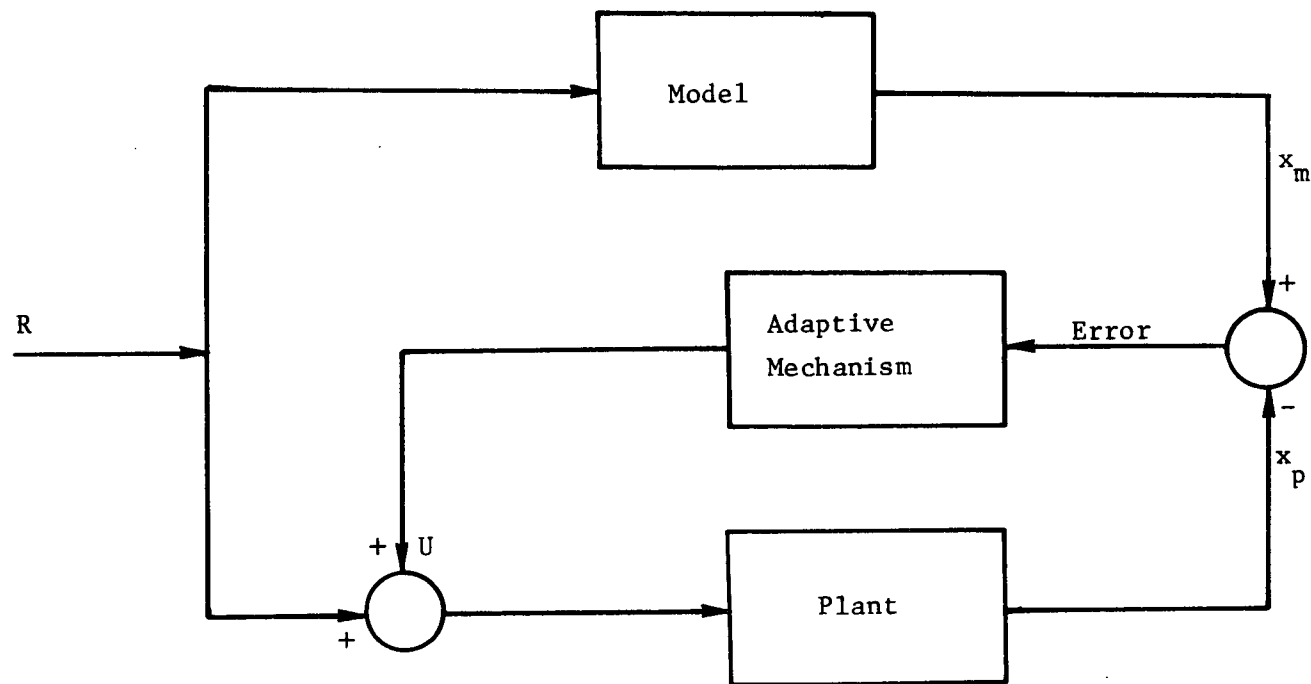 Model
x_m
+
R
Adaptive
Mechanism
Error
-
x_p
+ U
Plant
+